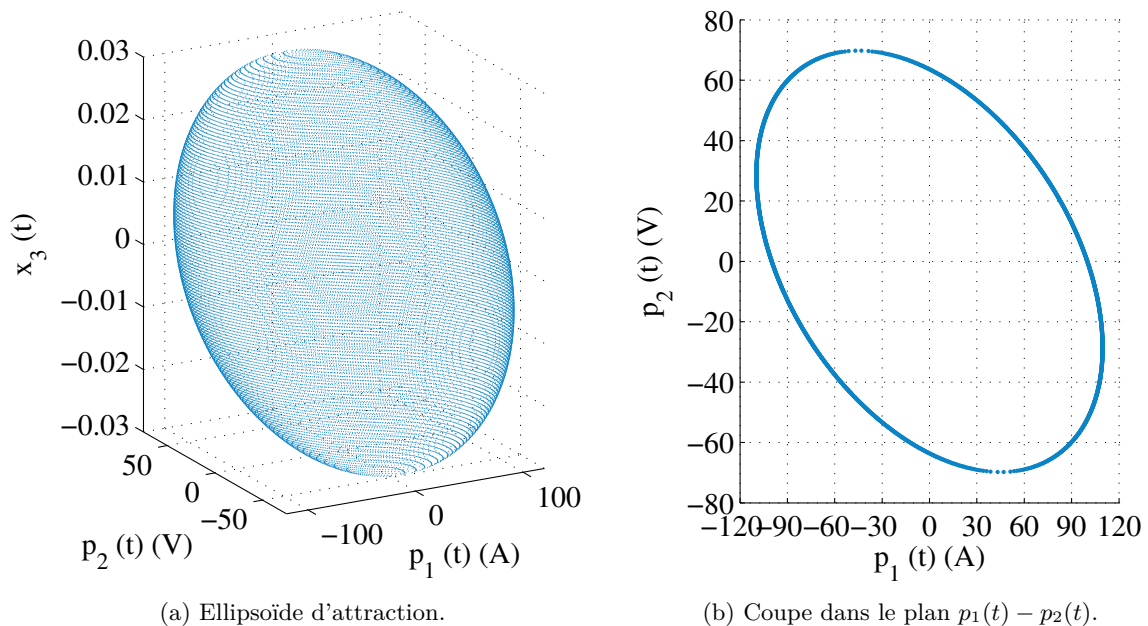 0.03
0.02
0.01
0
−0.01
−0.02
−0.03
x3 (t)
50
0
−50
p2 (t) (V)
−100
0
100
p1 (t) (A)
(a) Ellipsoïde d'attraction.
80
60
40
20
0
−20
−40
−60
−80
p2 (t) (V)
−120 −90 −60 −30 0 30 60 90 120
p1 (t) (A)
(b) Coupe dans le plan p1(t) − p2(t).